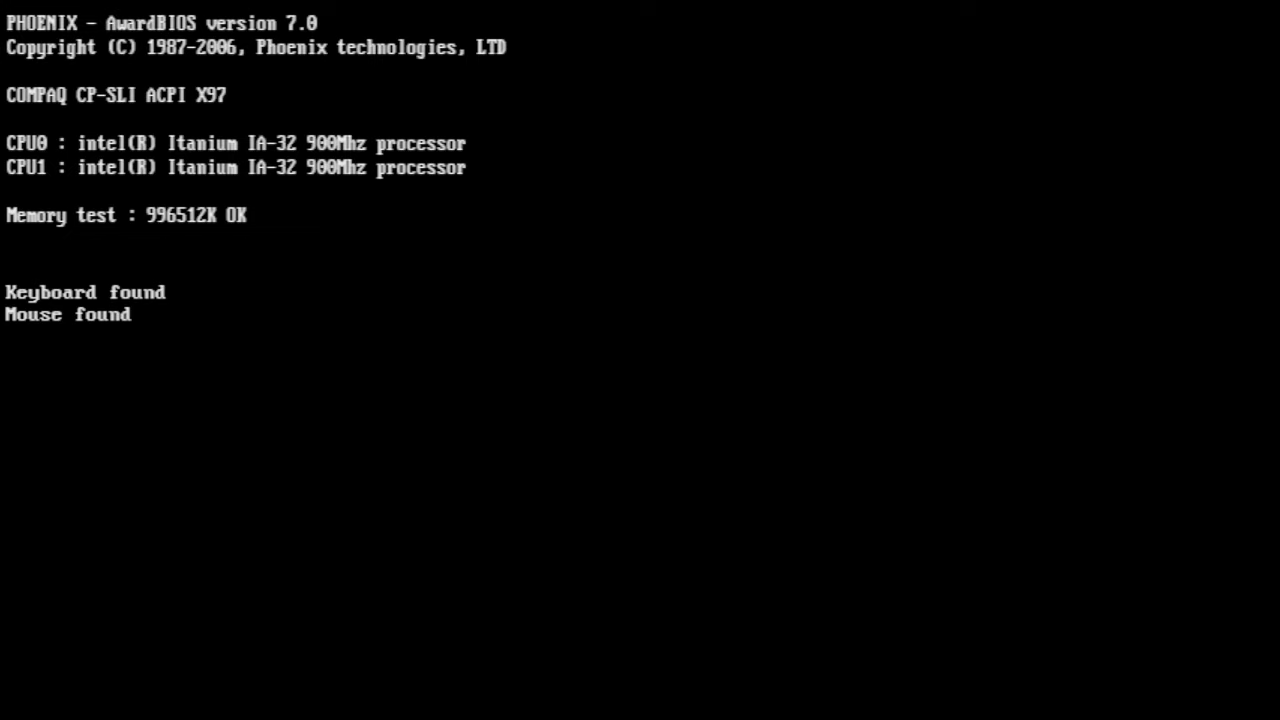 PHOENIX - AwardBIOS version 7.0
Copyright (C) 1987-2006, Phoenix technologies, LTD
COMPAQ CP-SLI ACPI X97
CPU0 : intel(R) Itanium IA-32 900Mhz processor
CPU1 : intel(R) Itanium IA-32 900Mhz processor
Memory test : 996512K OK
Keyboard found
Mouse found